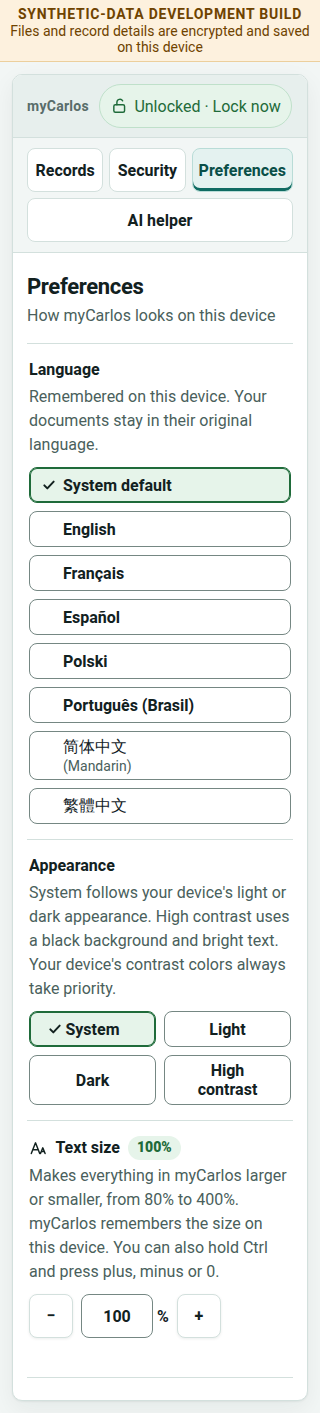 SYNTHETIC-DATA DEVELOPMENT BUILD
Files and record details are encrypted and saved
on this device
myCarlos
Unlocked · Lock now
Records
Security
Preferences
AI helper
Preferences
How myCarlos looks on this device
Language
Remembered on this device. Your
documents stay in their original
language.
System default
English
Français
Español
Polski
Português (Brasil)
简体中文
(Mandarin)
繁體中文
Appearance
System follows your device's light or
dark appearance. High contrast uses
a black background and bright text.
Your device's contrast colors always
take priority.
System
Light
Dark
High
contrast
Text size 100%
Makes everything in myCarlos larger
or smaller, from 80% to 400%.
myCarlos remembers the size on
this device. You can also hold Ctrl
and press plus, minus or 0.
− 100 % +